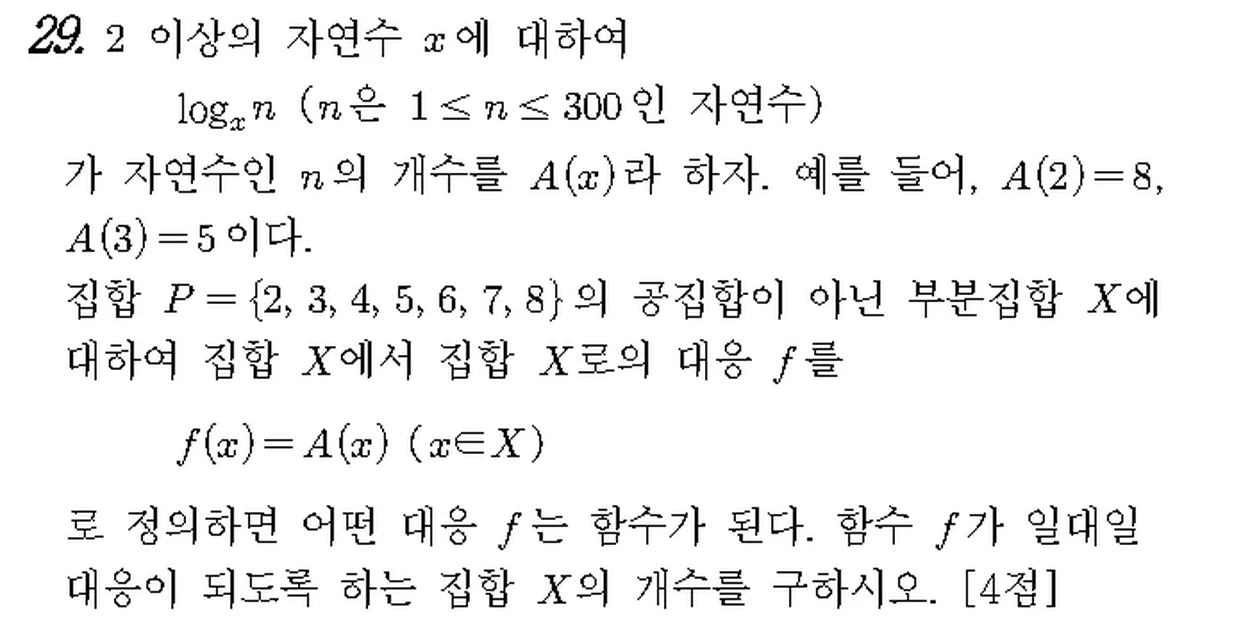 29. 2 이상의 자연수 x에 대하여
logₓ n (n은 1 ≤ n ≤ 300인 자연수)
가 자연수인 n의 개수를 A(x)라 하자. 예를 들어, A(2)=8,
A(3)=5이다.
집합 P={2, 3, 4, 5, 6, 7, 8}의 공집합이 아닌 부분집합 X에
대하여 집합 X에서 집합 X로의 대응 f를
f(x)=A(x) (x∈X)
로 정의하면 어떤 대응 f는 함수가 된다. 함수 f가 일대일
대응이 되도록 하는 집합 X의 개수를 구하시오. [4점]